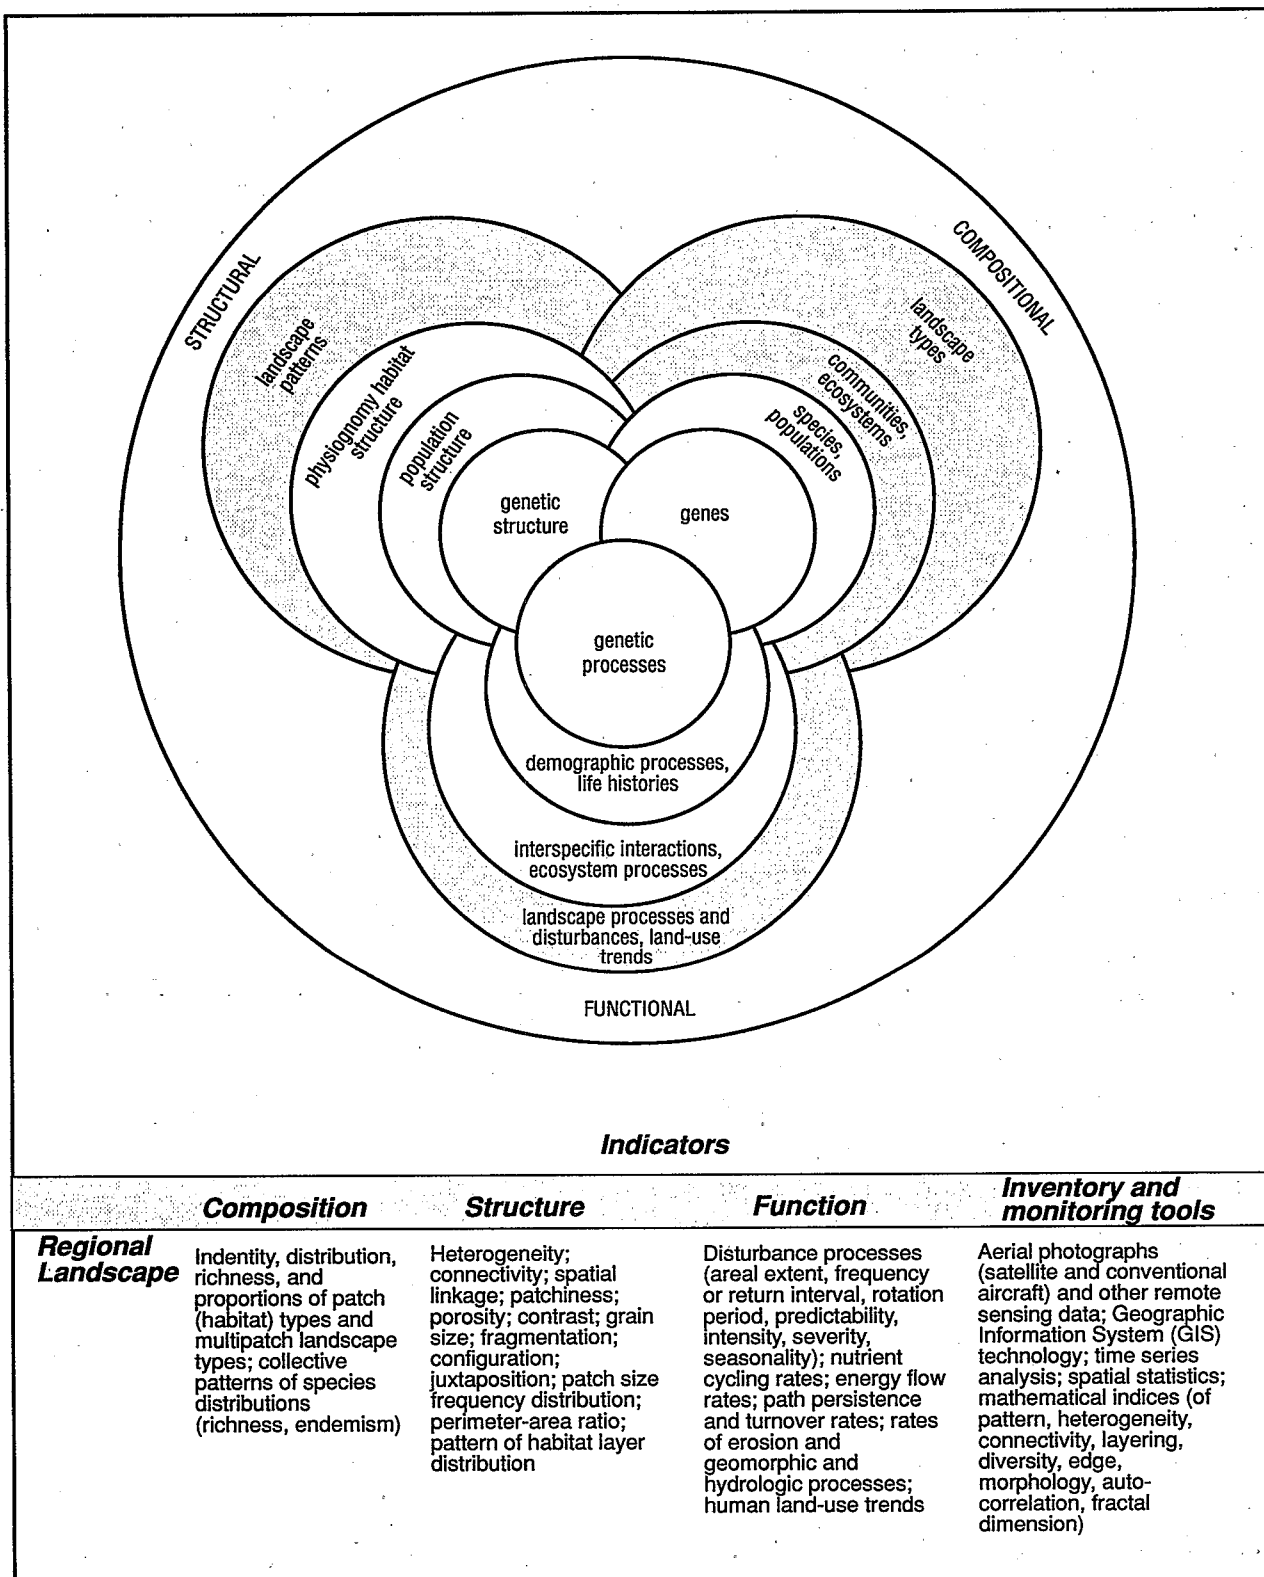 STRUCTURAL
COMPOSITIONAL
landscape
patterns
physiognomy habitat
structure
population
structure
genetic
structure
landscape
types
communities,
ecosystems
species,
populations
genes
genetic
processes
demographic processes,
life histories
interspecific interactions,
ecosystem processes
landscape processes and
disturbances, land-use
trends
FUNCTIONAL
Indicators
Composition
Structure
Function
Inventory and
monitoring tools
Regional
Landscape
Indentity, distribution,
richness, and
proportions of patch
(habitat) types and
multipatch landscape
types; collective
patterns of species
distributions
(richness, endemism)
Heterogeneity;
connectivity; spatial
linkage; patchiness;
porosity; contrast; grain
size; fragmentation;
configuration;
juxtaposition; patch size
frequency distribution;
perimeter-area ratio;
pattern of habitat layer
distribution
Disturbance processes
(areal extent, frequency
or return interval, rotation
period, predictability,
intensity, severity,
seasonality); nutrient
cycling rates; energy flow
rates; path persistence
and turnover rates; rates
of erosion and
geomorphic and
hydrologic processes;
human land-use trends
Aerial photographs
(satellite and conventional
aircraft) and other remote
sensing data; Geographic
Information System (GIS)
technology; time series
analysis; spatial statistics;
mathematical indices (of
pattern, heterogeneity,
connectivity, layering,
diversity, edge,
morphology, auto-
correlation, fractal
dimension)